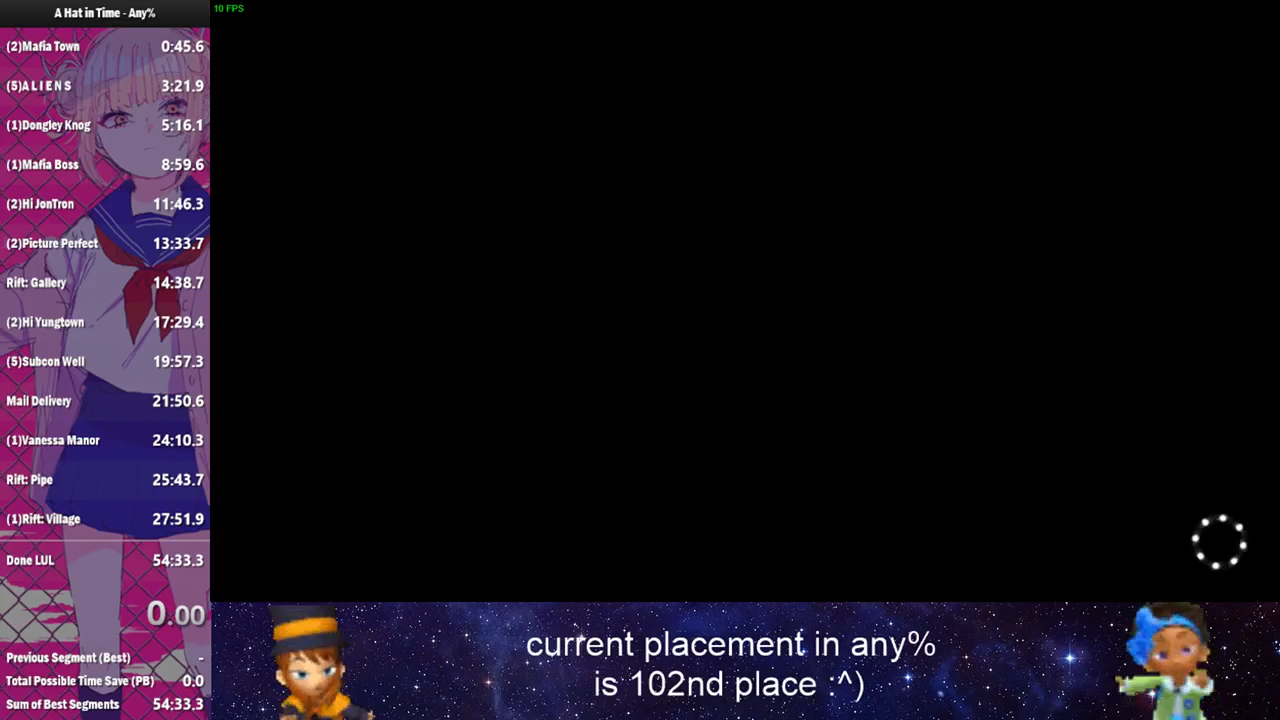 A Hat in Time - Any%
10 FPS
(2)Mafia Town 0:45.6
(5)A L I E N S 3:21.9
(1)Dongley Knog 5:16.1
(1)Mafia Boss 8:59.6
(2)Hi JonTron 11:46.3
(2)Picture Perfect 13:33.7
Rift: Gallery 14:38.7
(2)Hi Yungtown 17:29.4
(5)Subcon Well 19:57.3
Mail Delivery 21:50.6
(1)Vanessa Manor 24:10.3
Rift: Pipe 25:43.7
(1)Rift: Village 27:51.9
Done LUL 54:33.3
0.00
Previous Segment (Best) -
Total Possible Time Save (PB) 0.0
Sum of Best Segments 54:33.3
current placement in any%
is 102nd place :^)